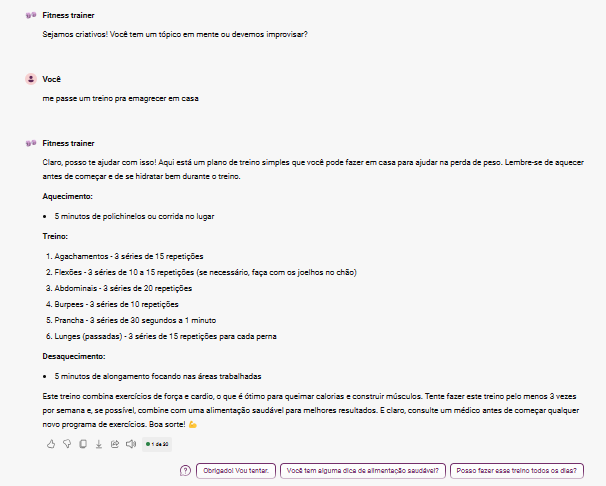 Fitness trainer
Sejamos criativos! Você tem um tópico em mente ou devemos improvisar?
Você
me passe um treino pra emagrecer em casa
Fitness trainer
Claro, posso te ajudar com isso! Aqui está um plano de treino simples que você pode fazer em casa para ajudar na perda de peso. Lembre-se de aquecer
antes de começar e de se hidratar bem durante o treino.
Aquecimento:
• 5 minutos de polichinelos ou corrida no lugar
Treino:
1. Agachamentos - 3 séries de 15 repetições
2. Flexões - 3 séries de 10 a 15 repetições (se necessário, faça com os joelhos no chão)
3. Abdominais - 3 séries de 20 repetições
4. Burpees - 3 séries de 10 repetições
5. Prancha - 3 séries de 30 segundos a 1 minuto
6. Lunges (passadas) - 3 séries de 15 repetições para cada perna
Desaquecimento:
• 5 minutos de alongamento focando nas áreas trabalhadas
Este treino combina exercícios de força e cardio, o que é ótimo para queimar calorias e construir músculos. Tente fazer este treino pelo menos 3 vezes
por semana e, se possível, combine com uma alimentação saudável para melhores resultados. E claro, consulte um médico antes de começar qualquer
novo programa de exercícios. Boa sorte! 💪
1 de 30
Obrigado! Vou tentar. Você tem alguma dica de alimentação saudável? Posso fazer esse treino todos os dias?